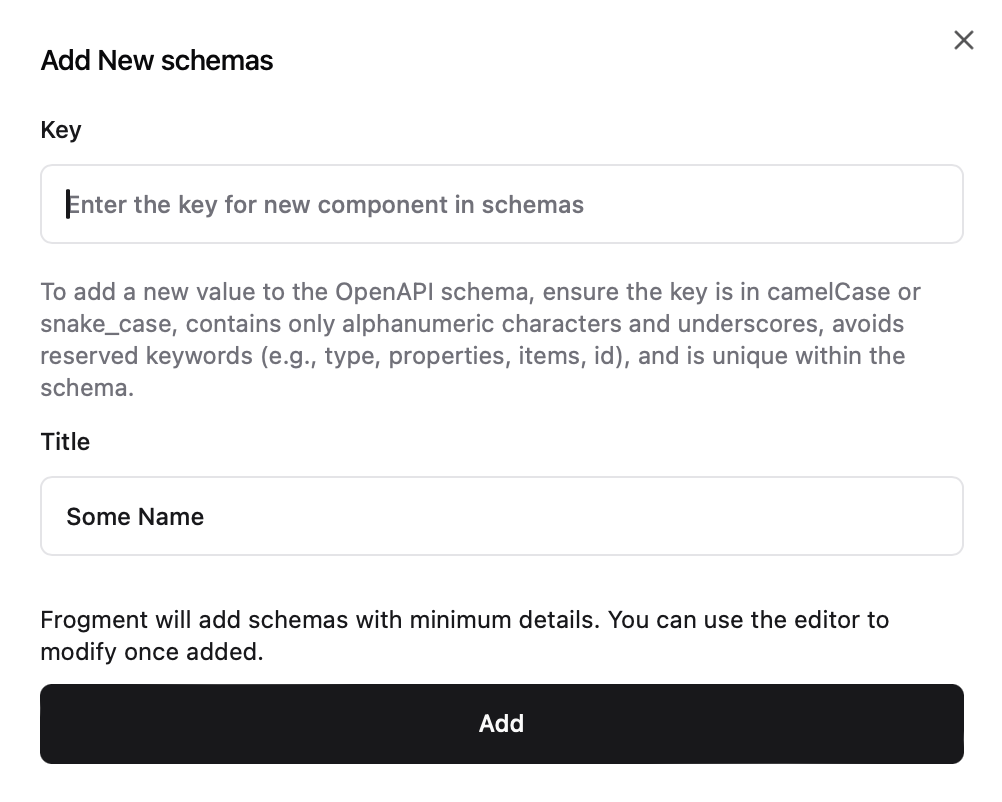 Add New schemas
Key
Enter the key for new component in schemas
To add a new value to the OpenAPI schema, ensure the key is in camelCase or
snake_case, contains only alphanumeric characters and underscores, avoids
reserved keywords (e.g., type, properties, items, id), and is unique within the
schema.
Title
Some Name
Frogment will add schemas with minimum details. You can use the editor to
modify once added.
Add